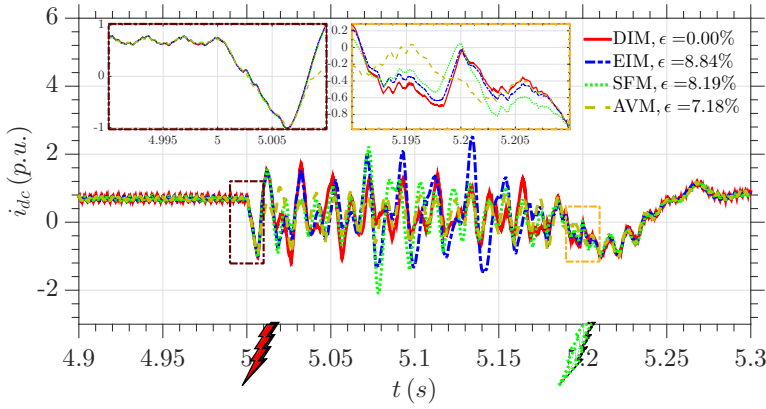 6
4
2
0
-2
i_dc (p.u.)
1
0
-1
4.995
5
5.005
0.2
0
-0.2
-0.4
-0.6
-0.8
5.195
5.2
5.205
DIM, ϵ =0.00%
EIM, ϵ =8.84%
SFM, ϵ =8.19%
AVM, ϵ =7.18%
4.9 4.95 5.05 5.1 5.15 5.25 5.3
t (s)